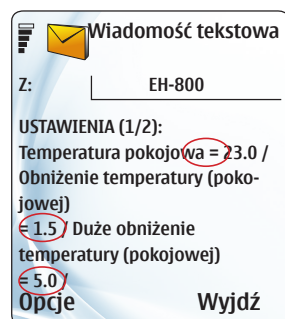 Wiadomość tekstowa
Z: EH-800
USTAWIENIA (1/2):
Temperatura pokojowa = 23.0 /
Obniżenie temperatury (poko-
jowej)
= 1.5 / Duże obniżenie
temperatury (pokojowej)
= 5.0 /
Opcje Wyjdź